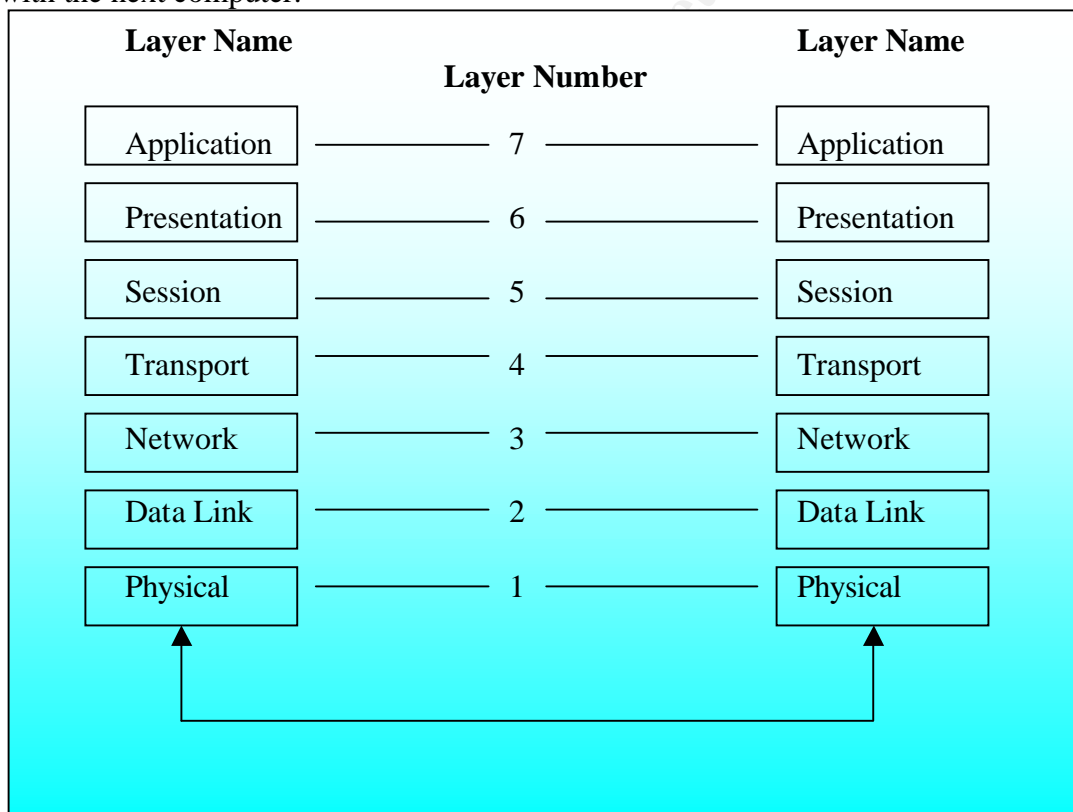 with the next computer.
Layer Name Layer Name
Layer Number
Application 7 Application
Presentation 6 Presentation
Session 5 Session
Transport 4 Transport
Network 3 Network
Data Link 2 Data Link
Physical 1 Physical